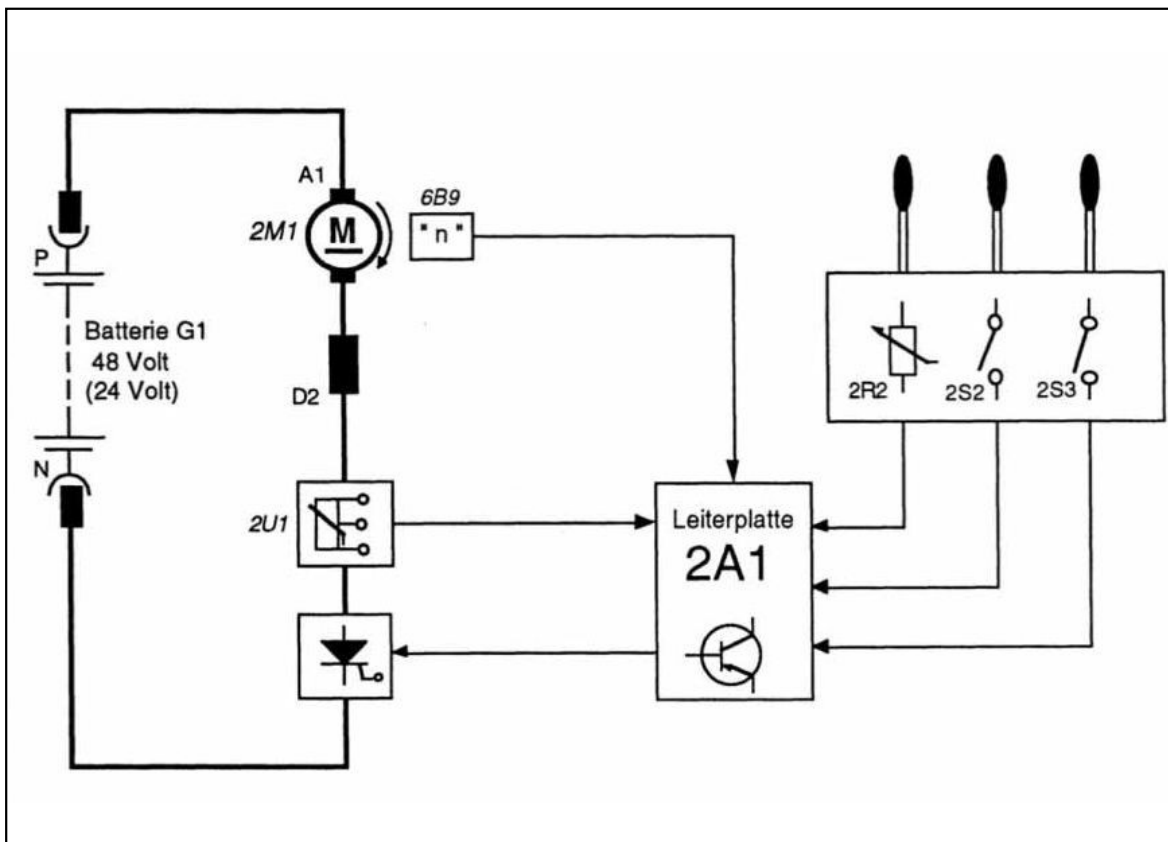 A1
2M1
M
6B9
"n"
P
Batterie G1
48 Volt
(24 Volt)
D2
N
2U1
2R2
2S2
2S3
Leiterplatte
2A1